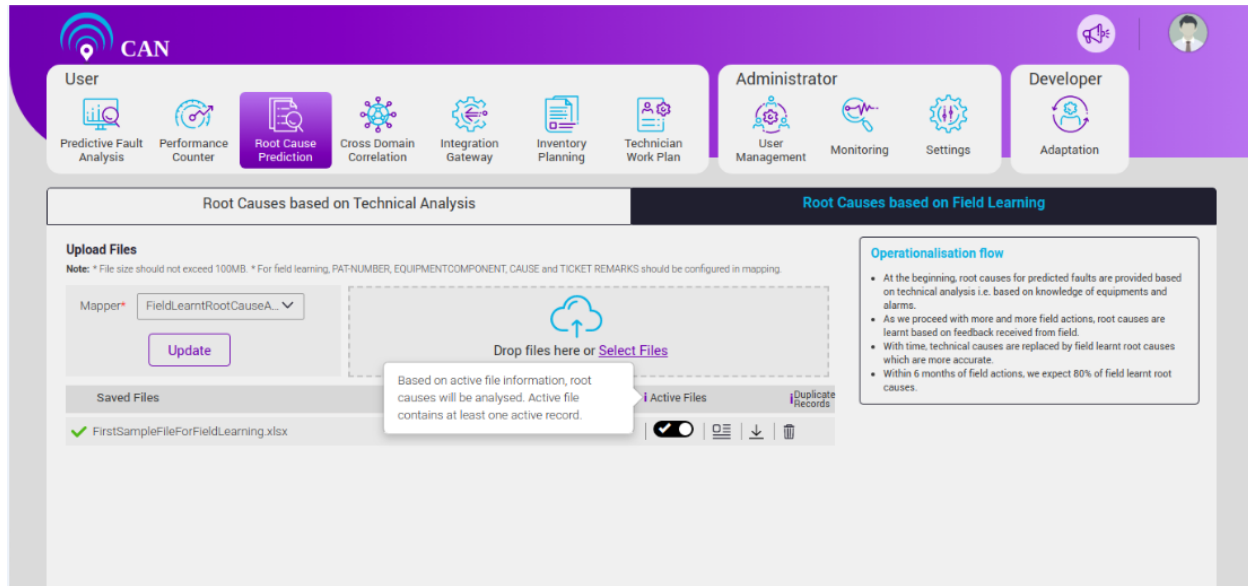 CAN
User
Administrator
Developer
Predictive Fault
Analysis
Performance
Counter
Root Cause
Prediction
Cross Domain
Correlation
Integration
Gateway
Inventory
Planning
Technician
Work Plan
User
Management
Monitoring
Settings
Adaptation
Root Causes based on Technical Analysis
Root Causes based on Field Learning
Upload Files
Note: * File size should not exceed 100MB. * For field learning, PAT-NUMBER, EQUIPMENTCOMPONENT, CAUSE and TICKET REMARKS should be configured in mapping.
Mapper*
FieldLearntRootCauseA...
Update
Drop files here or Select Files
Based on active file information, root
causes will be analysed. Active file
contains at least one active record.
Saved Files
i Active Files
i Duplicate
Records
FirstSampleFileForFieldLearning.xlsx
Operationalisation flow
• At the beginning, root causes for predicted faults are provided based
on technical analysis i.e. based on knowledge of equipments and
alarms.
• As we proceed with more and more field actions, root causes are
learnt based on feedback received from field.
• With time, technical causes are replaced by field learnt root causes
which are more accurate.
• Within 6 months of field actions, we expect 80% of field learnt root
causes.